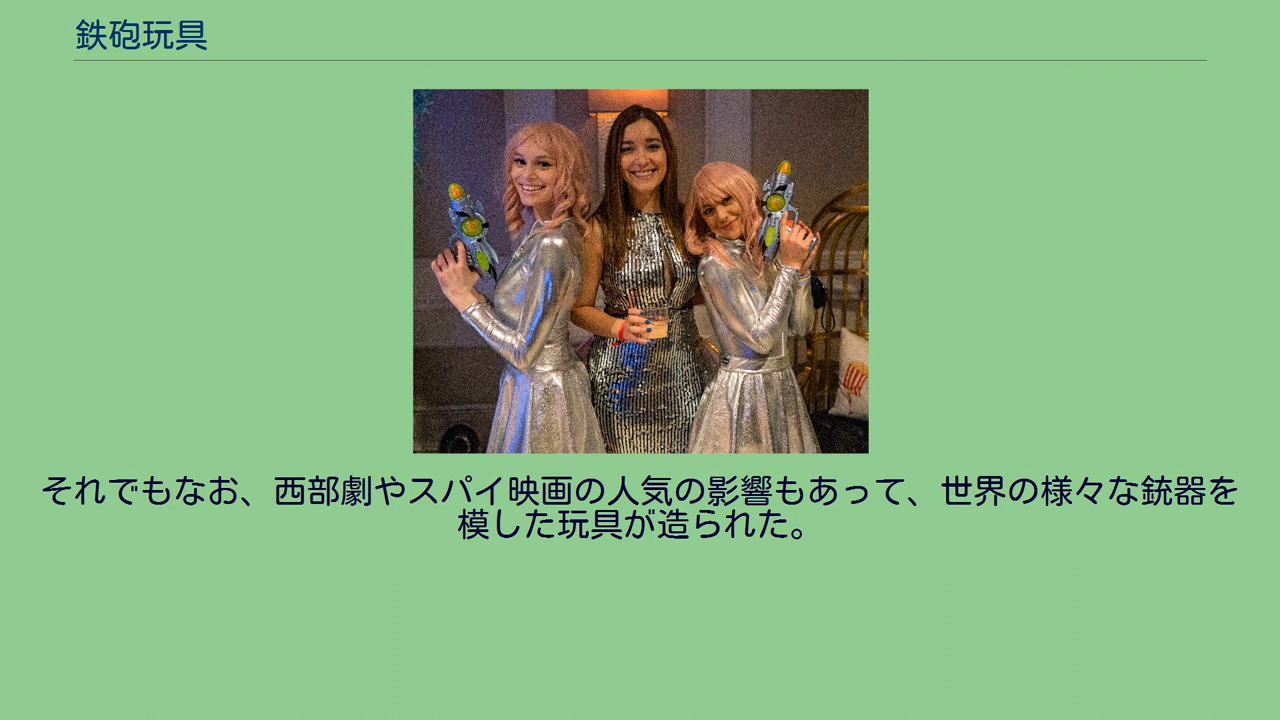 鉄砲玩具
それでもなお、西部劇やスパイ映画の人気の影響もあって、世界の様々な銃器を
模した玩具が造られた。